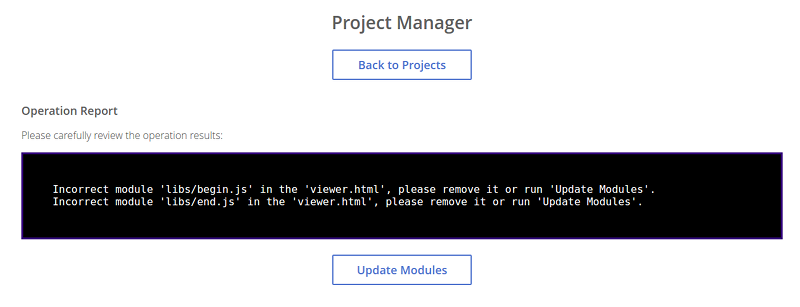 Project Manager
Back to Projects
Operation Report
Please carefully review the operation results:
Incorrect module 'libs/begin.js' in the 'viewer.html', please remove it or run 'Update Modules'.
Incorrect module 'libs/end.js' in the 'viewer.html', please remove it or run 'Update Modules'.
Update Modules